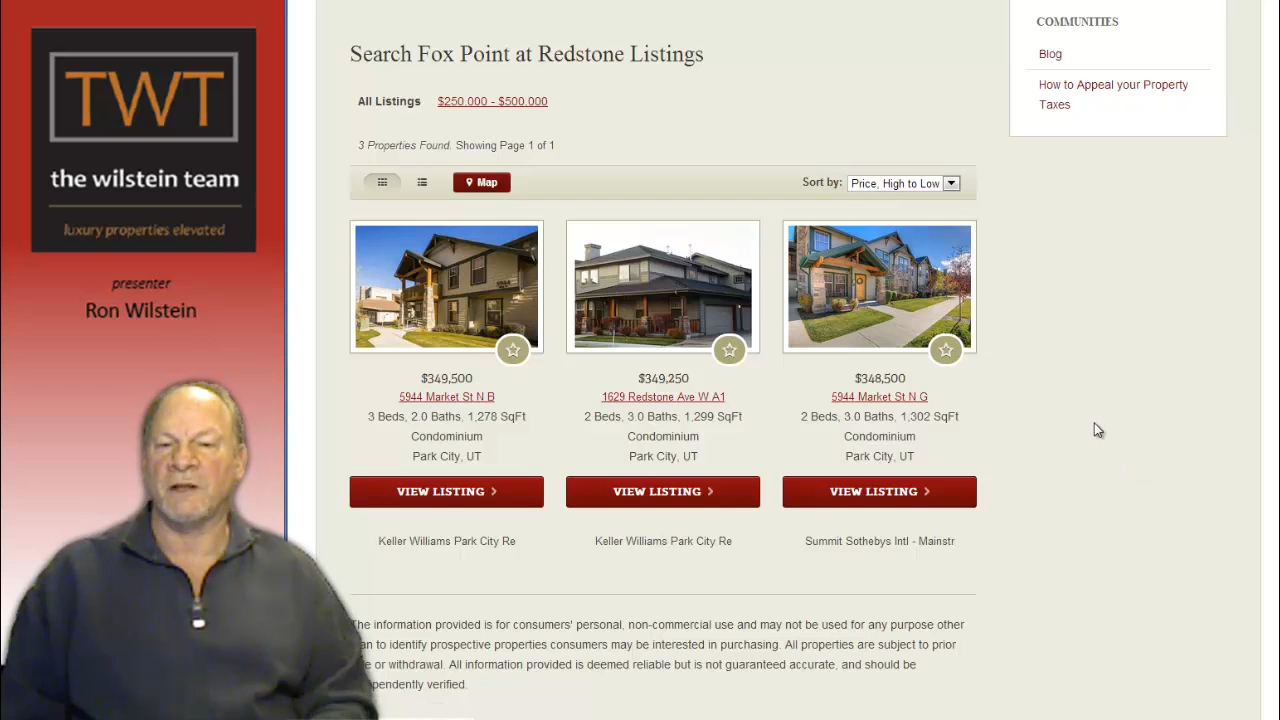 TWT
the wilstein team
luxury properties elevated
presenter
Ron Wilstein
COMMUNITIES
Blog
How to Appeal your Property
Taxes
Search Fox Point at Redstone Listings
All Listings $250,000 - $500,000
3 Properties Found. Showing Page 1 of 1
Map
Sort by: Price, High to Low
$349,500
5944 Market St N B
3 Beds, 2.0 Baths, 1,278 SqFt
Condominium
Park City, UT
VIEW LISTING >
Keller Williams Park City Re
$349,250
1629 Redstone Ave W A1
2 Beds, 3.0 Baths, 1,299 SqFt
Condominium
Park City, UT
VIEW LISTING >
Keller Williams Park City Re
$348,500
5944 Market St N G
2 Beds, 3.0 Baths, 1,302 SqFt
Condominium
Park City, UT
VIEW LISTING >
Summit Sothebys Intl - Mainstr
The information provided is for consumers' personal, non-commercial use and may not be used for any purpose other
to identify prospective properties consumers may be interested in purchasing. All properties are subject to prior
or withdrawal. All information provided is deemed reliable but is not guaranteed accurate, and should be
verified.